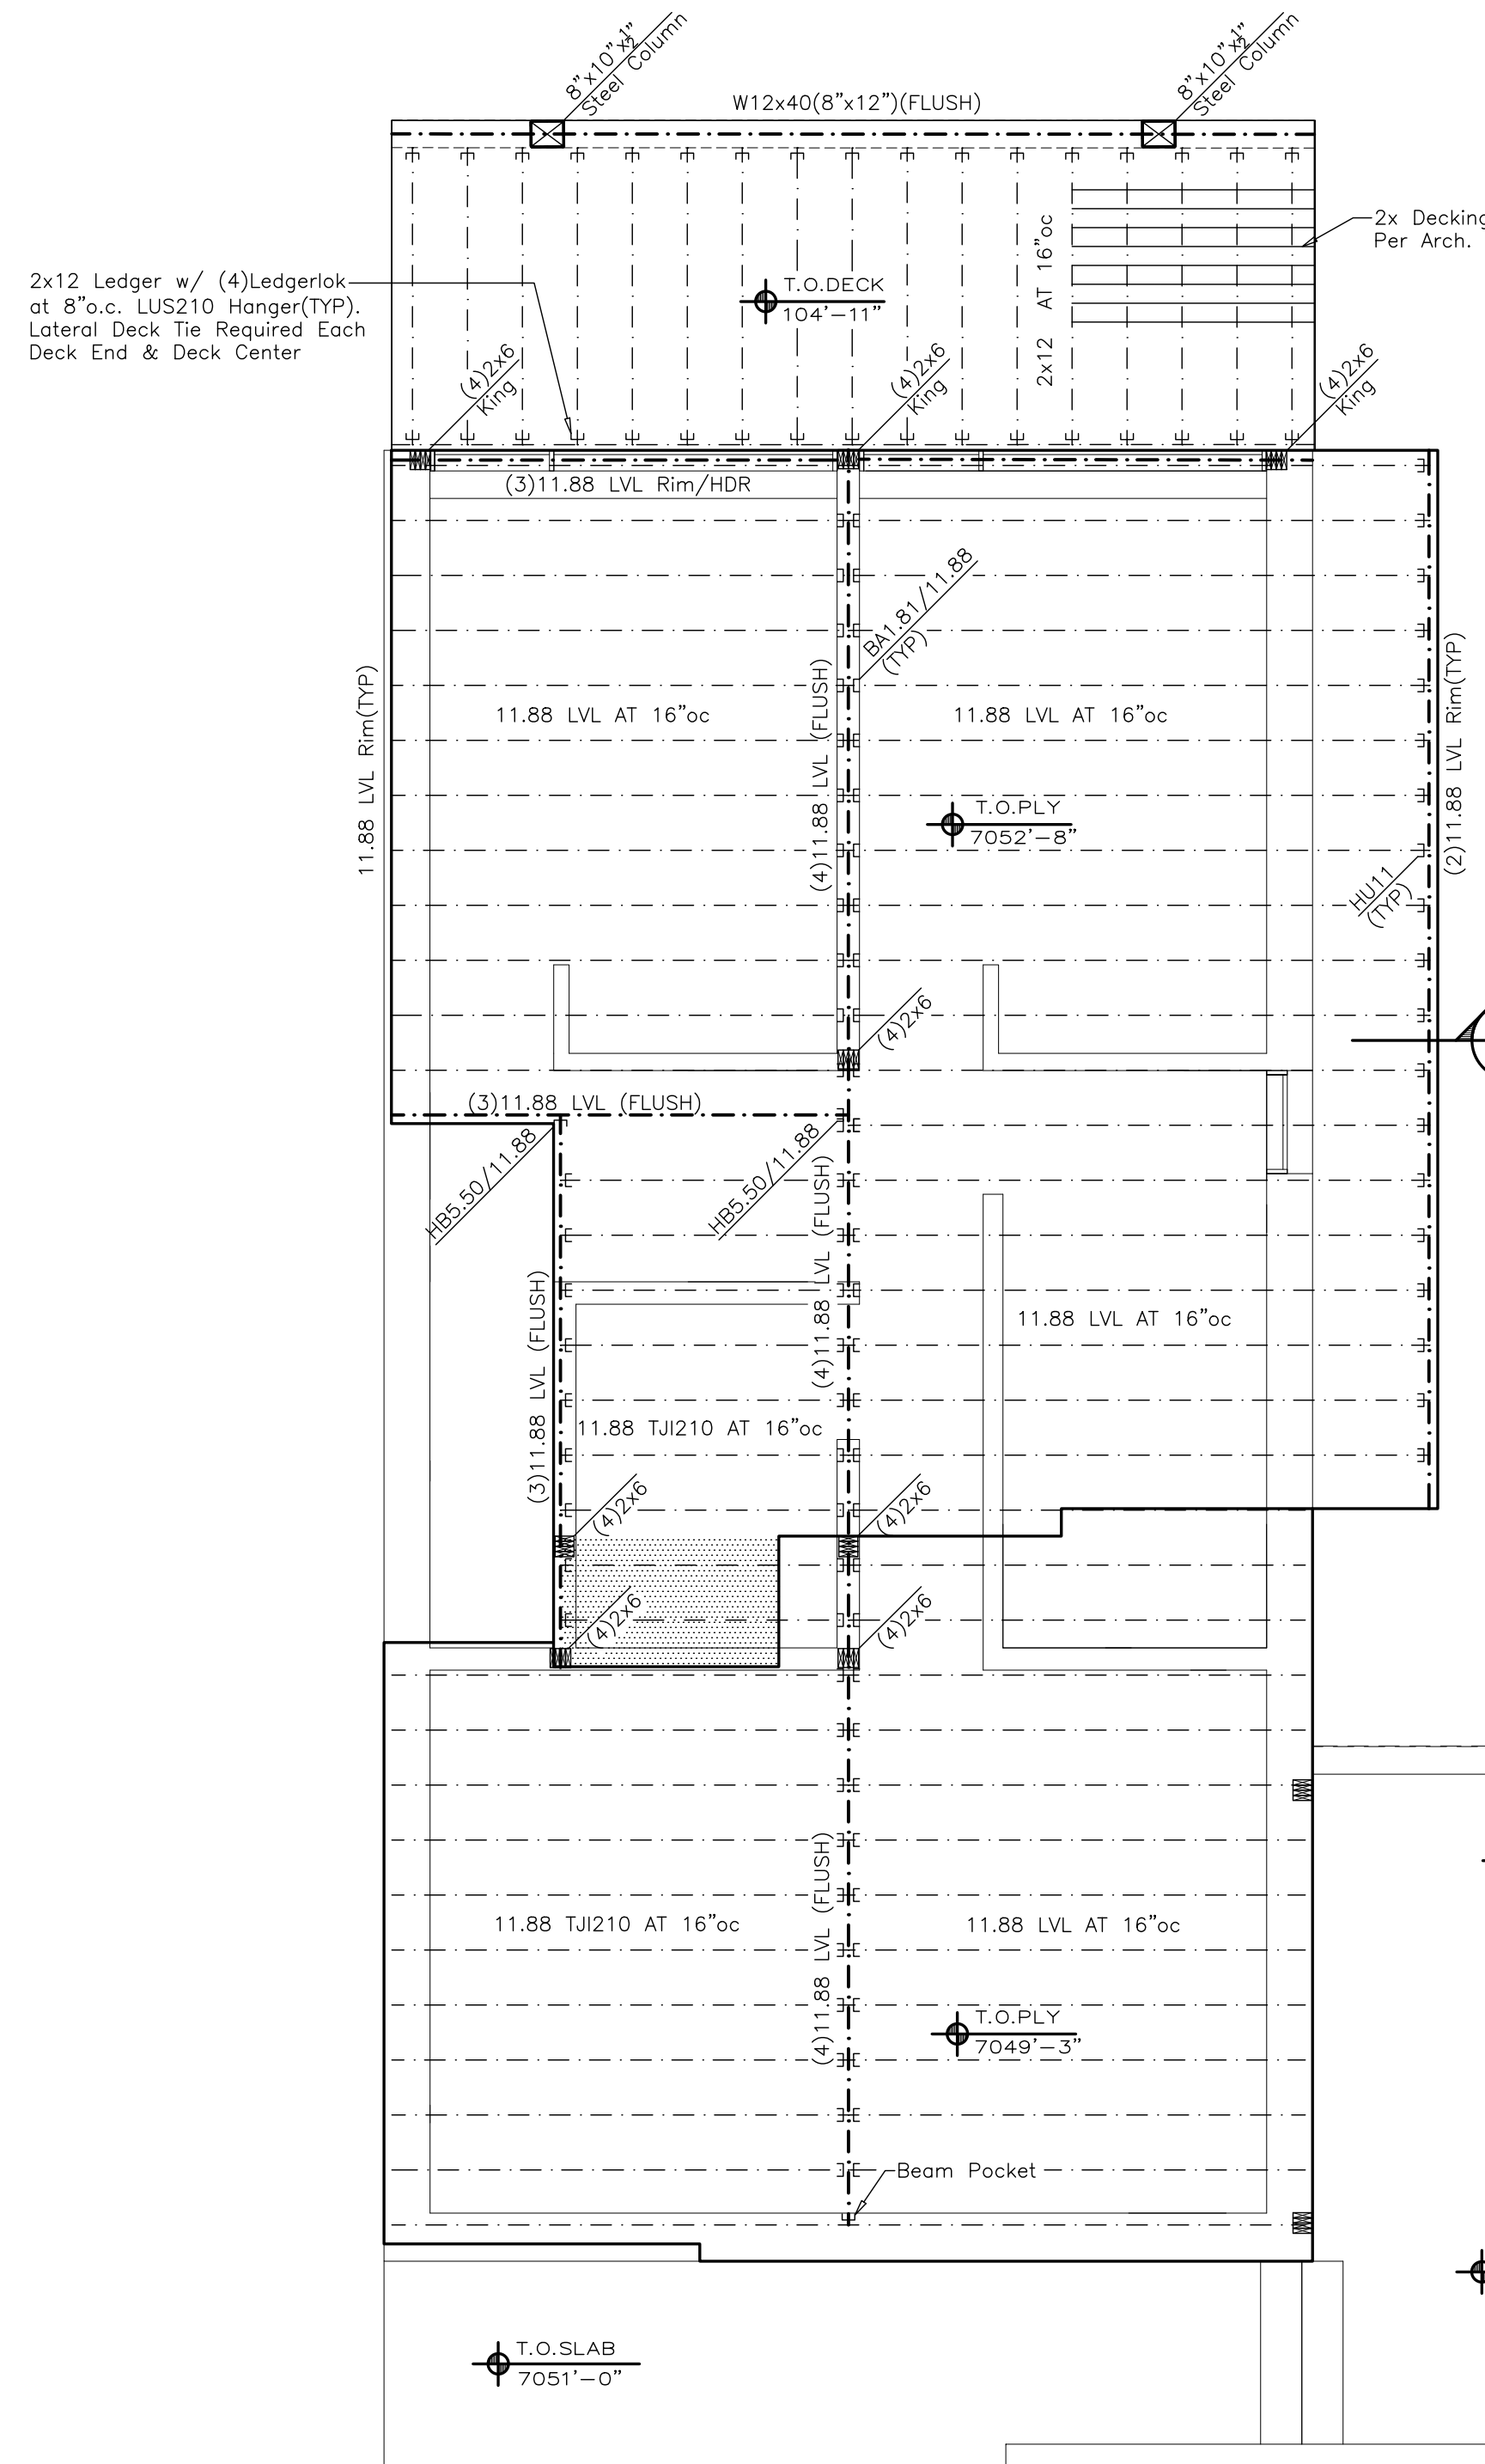 8"x10"x1/2"
Steel Column
8"x10"x1/2"
Steel Column
W12x40(8"x12")(FLUSH)
2x Decking
Per Arch.
2x12 AT 16"oc
T.O.DECK
104'-11"
2x12 Ledger w/ (4)Ledgerlok
at 8"o.c. LUS210 Hanger(TYP).
Lateral Deck Tie Required Each
Deck End & Deck Center
(4)2x6
King
(4)2x6
King
(4)2x6
King
(3)11.88 LVL Rim/HDR
BA1.81/11.88
(TYP)
11.88 LVL Rim(TYP)
11.88 LVL AT 16"oc
(4)11.88 LVL (FLUSH)
11.88 LVL AT 16"oc
(2)11.88 LVL Rim(TYP)
T.O.PLY
7052'-8"
HU11
(TYP)
(4)2x6
(3)11.88 LVL (FLUSH)
HB5.50/11.88
HB5.50/11.88
(4)11.88 LVL (FLUSH)
(3)11.88 LVL (FLUSH)
11.88 LVL AT 16"oc
11.88 TJI210 AT 16"oc
(4)2x6
(4)2x6
(4)2x6
(4)2x6
(4)11.88 LVL (FLUSH)
11.88 TJI210 AT 16"oc
11.88 LVL AT 16"oc
T.O.PLY
7049'-3"
Beam Pocket
T.O.SLAB
7051'-0"